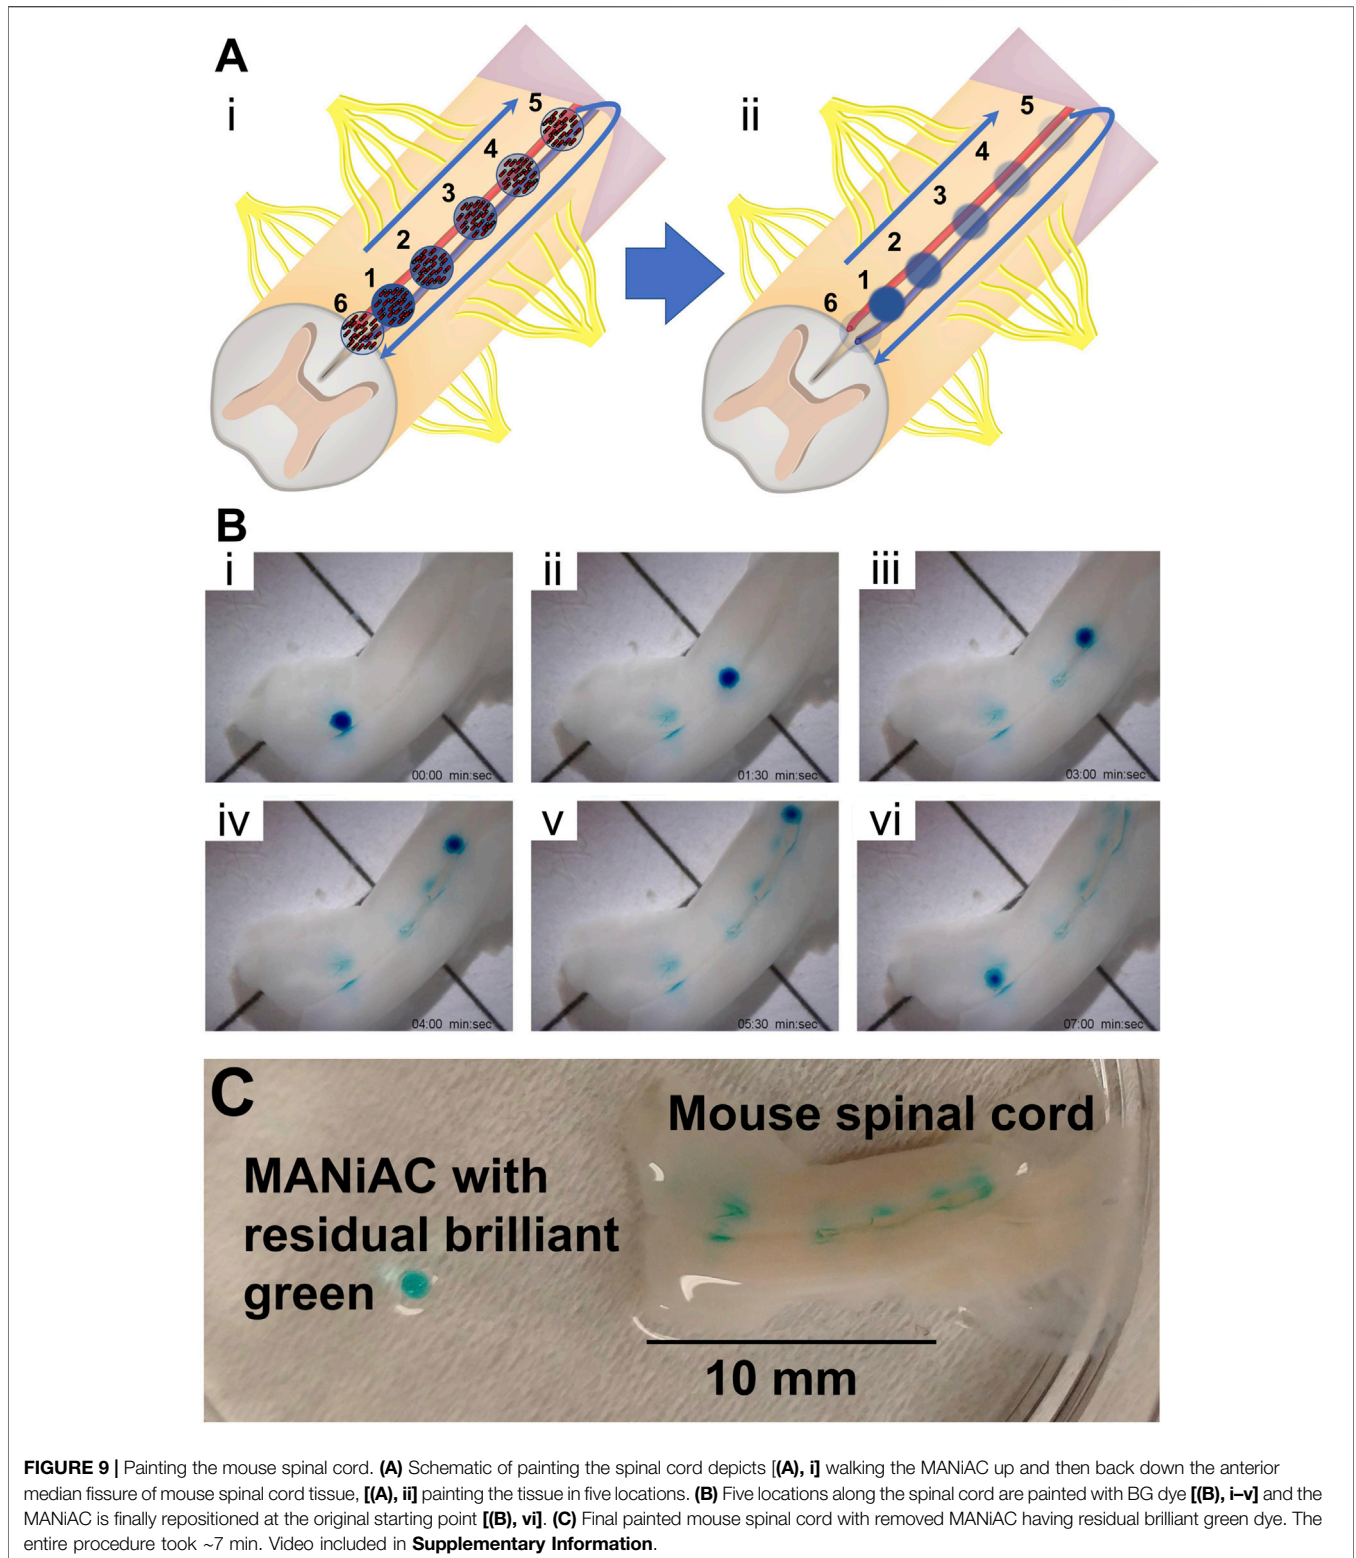 A
i
5
4
3
2
1
6
ii
5
4
3
2
1
6
B
i
00:00 min:sec
ii
01:30 min:sec
iii
03:00 min:sec
iv
04:00 min:sec
v
05:30 min:sec
vi
07:00 min:sec
C
Mouse spinal cord
MANiAC with
residual brilliant
green
10 mm
FIGURE 9 | Painting the mouse spinal cord. (A) Schematic of painting the spinal cord depicts [(A), i] walking the MANiAC up and then back down the anterior
median fissure of mouse spinal cord tissue, [(A), ii] painting the tissue in five locations. (B) Five locations along the spinal cord are painted with BG dye [(B), i–v] and the
MANiAC is finally repositioned at the original starting point [(B), vi]. (C) Final painted mouse spinal cord with removed MANiAC having residual brilliant green dye. The
entire procedure took ~7 min. Video included in Supplementary Information.